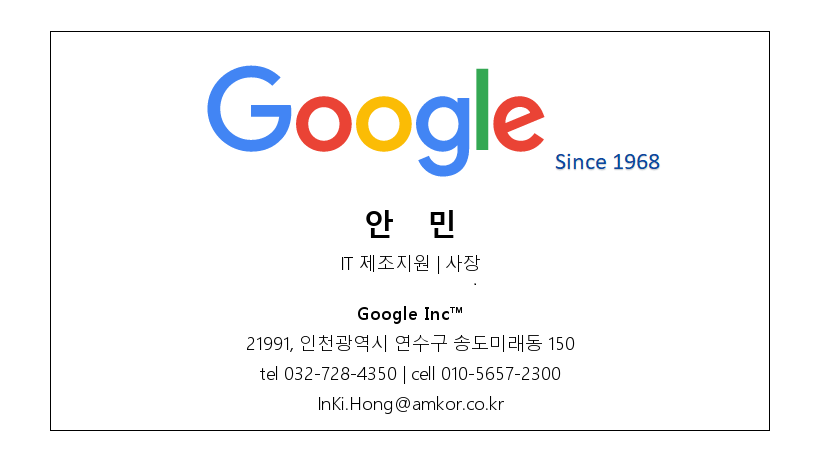 Google
Since 1968
안 민
IT 제조지원 | 사장
Google Inc™
21991, 인천광역시 연수구 송도미래동 150
tel 032-728-4350 | cell 010-5657-2300
InKi.Hong@amkor.co.kr